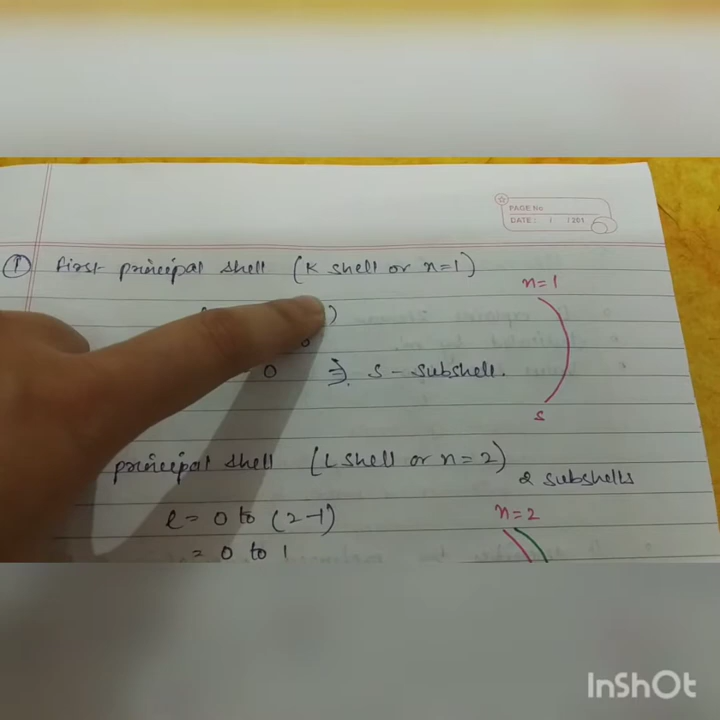 PAGE No
DATE: / /201
① First principal shell (K shell or n=1)
n=1
)
0
0 ⇒ s - subshell.
s
principal shell (L shell or n=2)
2 subshells
l = 0 to (2-1)
n=2
= 0 to 1
InShOt